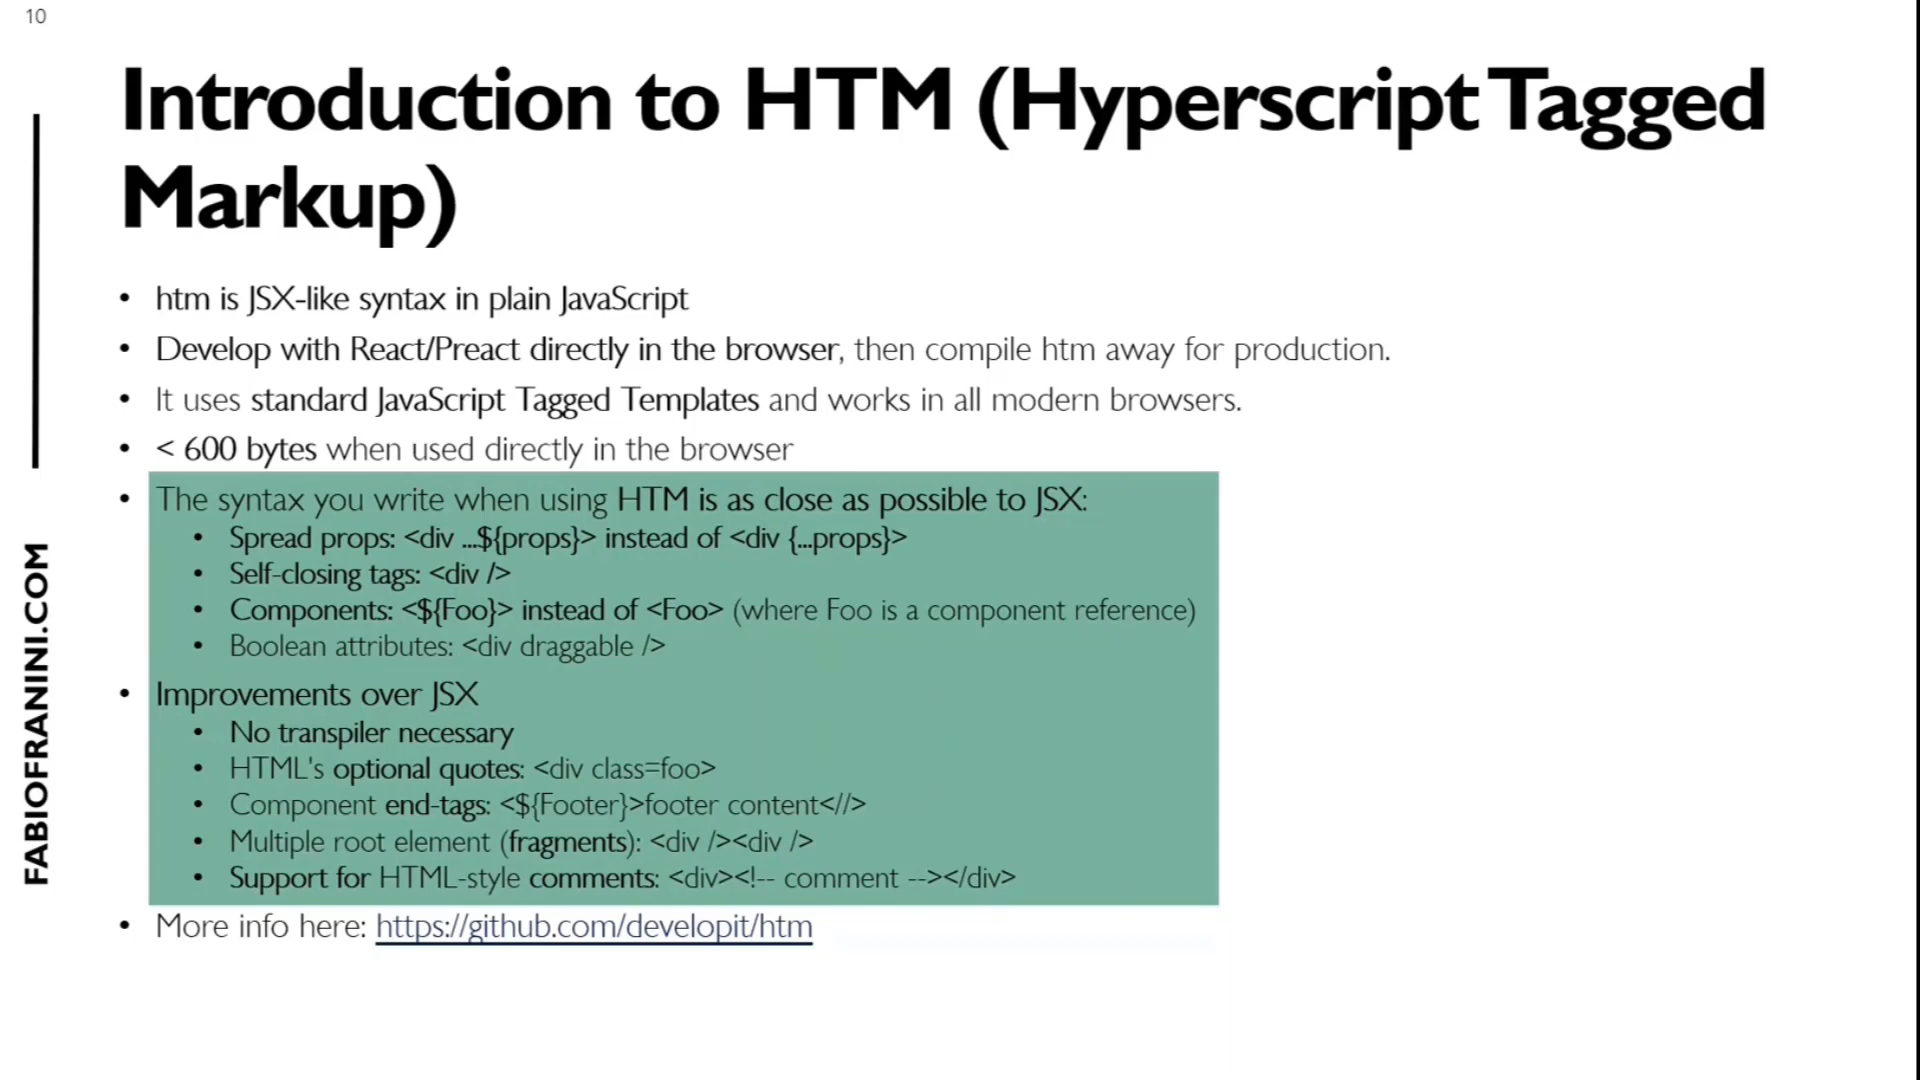 10
Introduction to HTM (Hyperscript Tagged
Markup)
• htm is JSX-like syntax in plain JavaScript
• Develop with React/Preact directly in the browser, then compile htm away for production.
• It uses standard JavaScript Tagged Templates and works in all modern browsers.
• < 600 bytes when used directly in the browser
• The syntax you write when using HTM is as close as possible to JSX:
• Spread props: <div ...${props}> instead of <div {...props}>
• Self-closing tags: <div />
• Components: <${Foo}> instead of <Foo> (where Foo is a component reference)
• Boolean attributes: <div draggable />
• Improvements over JSX
• No transpiler necessary
• HTML's optional quotes: <div class=foo>
• Component end-tags: <${Footer}>footer content<//>
• Multiple root element (fragments): <div /><div />
• Support for HTML-style comments: <div><!-- comment --></div>
• More info here: https://github.com/developit/htm
FABIOFRANINI.COM